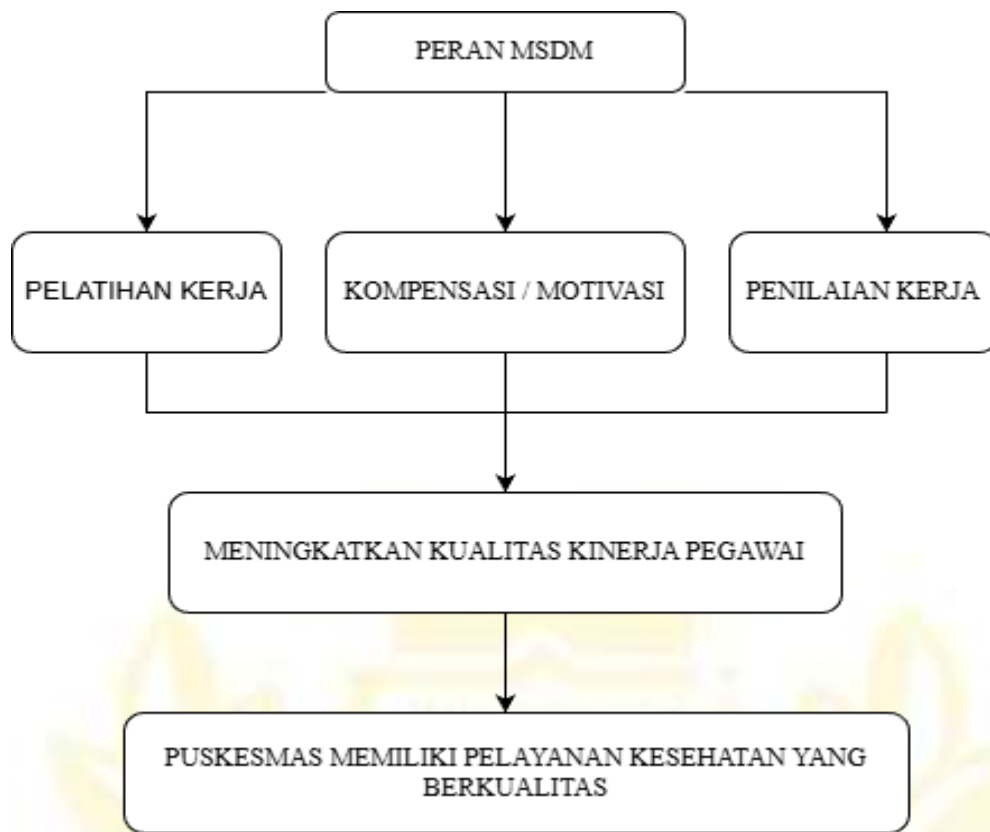 PERAN MSDM
PELATIHAN KERJA
KOMPENSASI / MOTIVASI
PENILAIAN KERJA
MENINGKATKAN KUALITAS KINERJA PEGAWAI
PUSKESMAS MEMILIKI PELAYANAN KESEHATAN YANG
BERKUALITAS